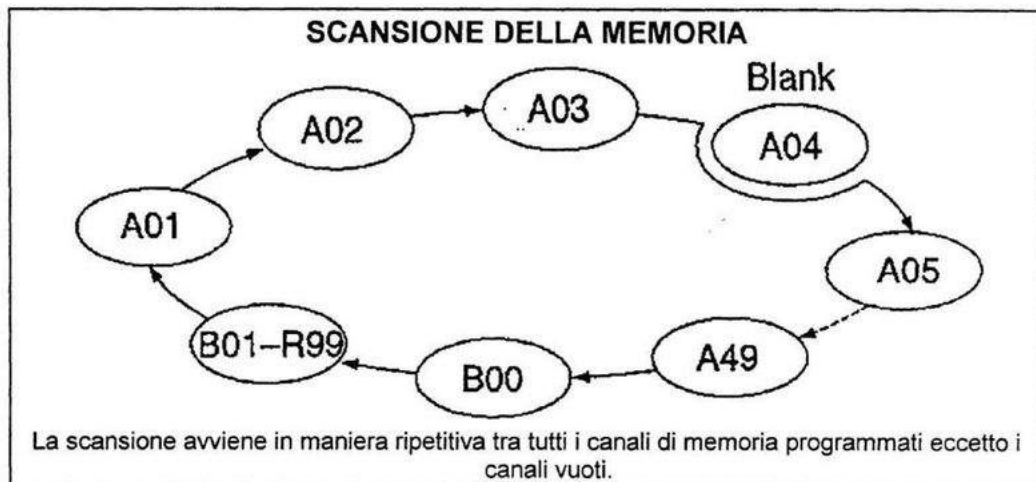 SCANSIONE DELLA MEMORIA
Blank
A01
A02
A03
A04
A05
A49
B00
B01–R99
La scansione avviene in maniera ripetitiva tra tutti i canali di memoria programmati eccetto i
canali vuoti.